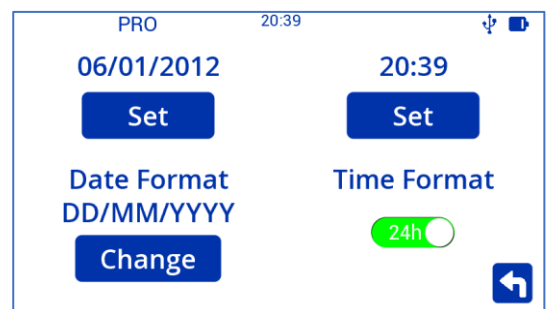 PRO 20:39
06/01/2012 20:39
Set Set
Date Format Time Format
DD/MM/YYYY
24h
Change